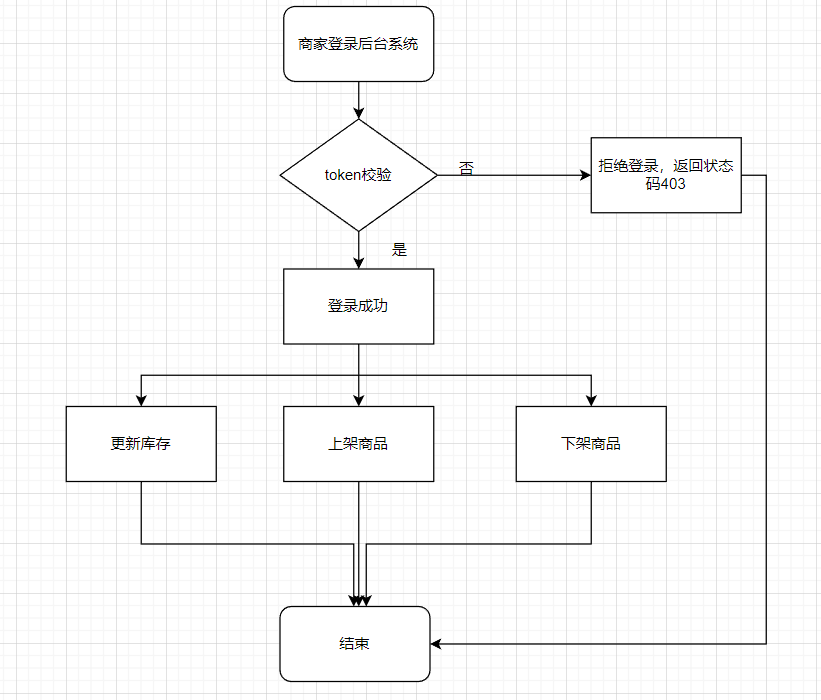 商家登录后台系统
token校验
否
拒绝登录，返回状态
码403
是
登录成功
更新库存
上架商品
下架商品
结束